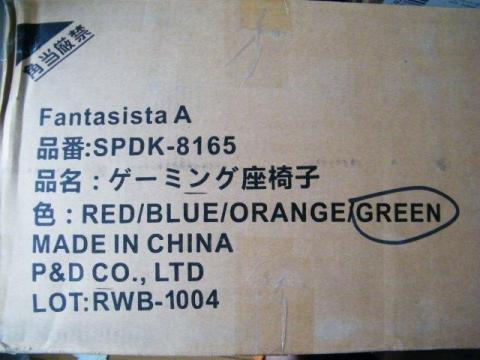 角当厳禁
Fantasista A
品番:SPDK-8165
品名：ゲーミング座椅子
色：RED/BLUE/ORANGE/GREEN
MADE IN CHINA
P&D CO., LTD
LOT:RWB-1004